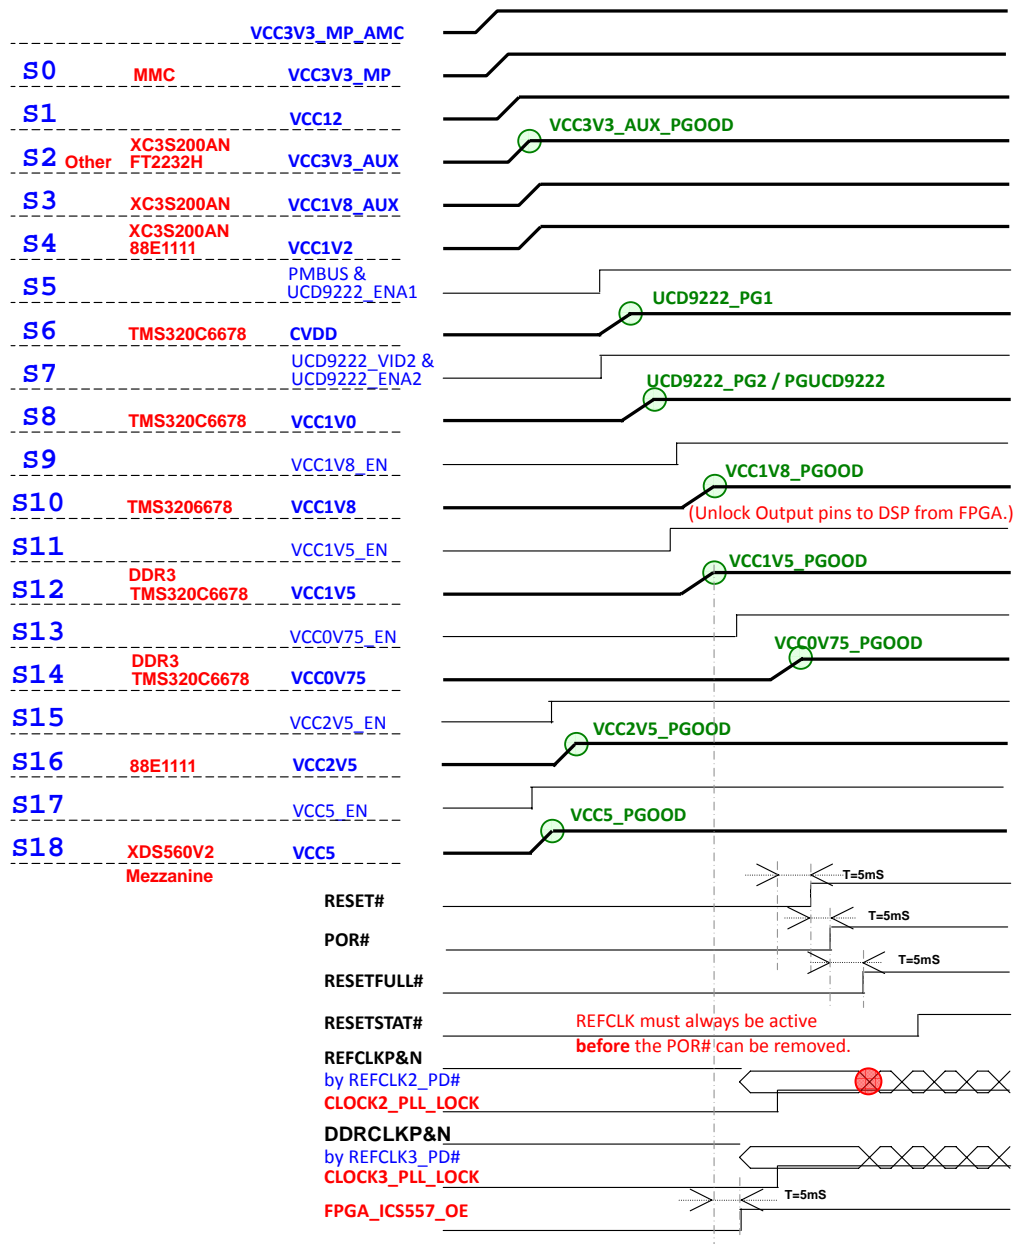 VCC3V3_MP_AMC
S0 MMC VCC3V3_MP
S1 VCC12
VCC3V3_AUX_PGOOD
XC3S200AN
S2 Other FT2232H VCC3V3_AUX
S3 XC3S200AN VCC1V8_AUX
XC3S200AN
S4 88E1111 VCC1V2
PMBUS &
S5 UCD9222_ENA1
UCD9222_PG1
S6 TMS320C6678 CVDD
UCD9222_VID2 &
S7 UCD9222_ENA2
UCD9222_PG2 / PGUCD9222
S8 TMS320C6678 VCC1V0
S9 VCC1V8_EN
VCC1V8_PGOOD
S10 TMS3206678 VCC1V8
(Unlock Output pins to DSP from FPGA.)
S11 VCC1V5_EN
VCC1V5_PGOOD
DDR3
S12 TMS320C6678 VCC1V5
S13 VCC0V75_EN
VCC0V75_PGOOD
DDR3
S14 TMS320C6678 VCC0V75
S15 VCC2V5_EN
VCC2V5_PGOOD
S16 88E1111 VCC2V5
S17 VCC5_EN
VCC5_PGOOD
S18 XDS560V2 VCC5
Mezzanine
T=5mS
RESET#
T=5mS
POR#
T=5mS
RESETFULL#
RESETSTAT#
REFCLK must always be active
before the POR# can be removed.
REFCLKP&N
by REFCLK2_PD#
CLOCK2_PLL_LOCK
DDRCLKP&N
by REFCLK3_PD#
CLOCK3_PLL_LOCK
T=5mS
FPGA_ICS557_OE